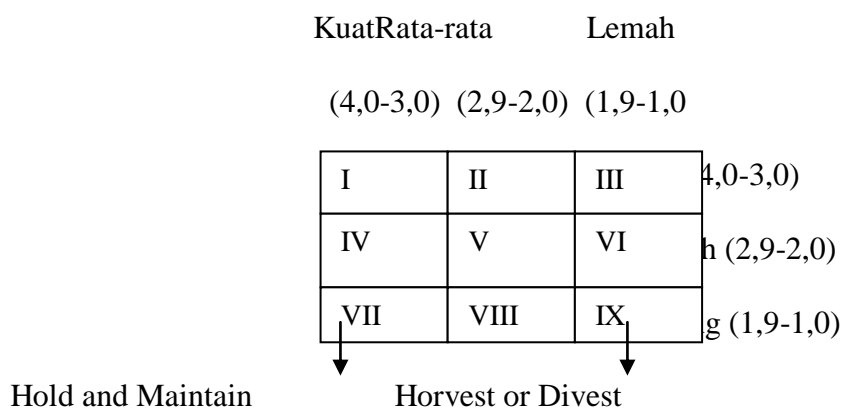 KuatRata-rata Lemah
(4,0-3,0) (2,9-2,0) (1,9-1,0
I II III 4,0-3,0)
IV V VI h (2,9-2,0)
VII VIII IX g (1,9-1,0)
Hold and Maintain Horvest or Divest